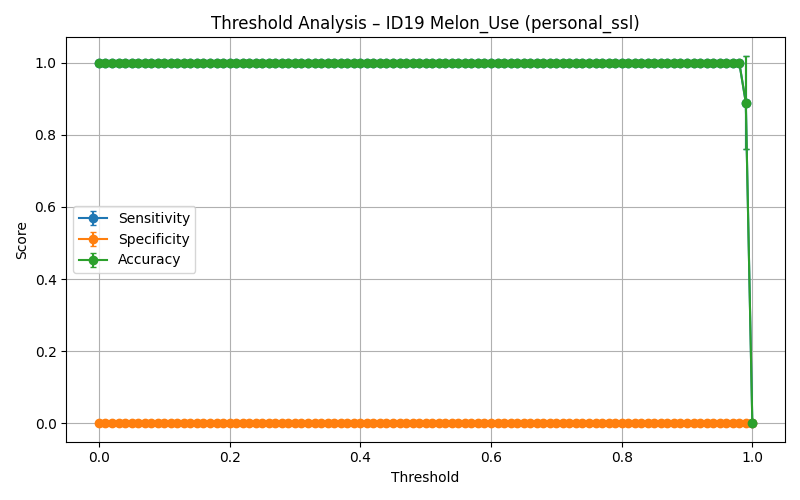 Threshold Analysis – ID19 Melon_Use (personal_ssl)
1.0
0.8
0.6
0.4
0.2
0.0
Score
Sensitivity
Specificity
Accuracy
0.0 0.2 0.4 0.6 0.8 1.0
Threshold